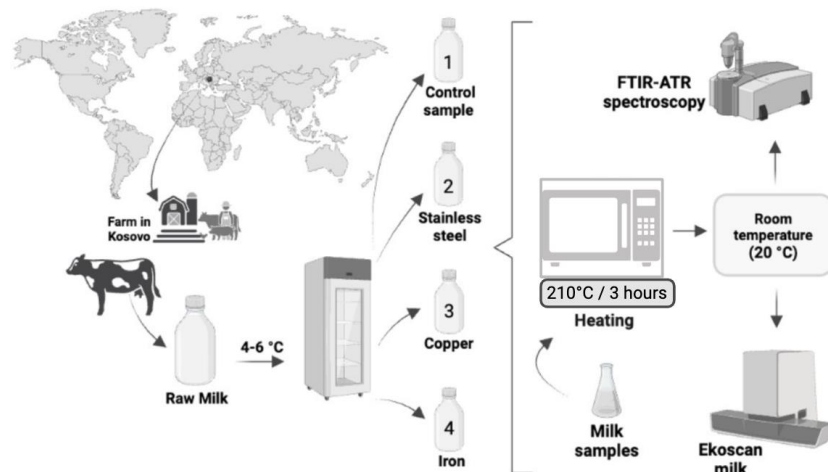 1
Control
sample
2
Stainless
steel
3
Copper
4
Iron
Farm in
Kosovo
4-6 °C
Raw Milk
210°C / 3 hours
Heating
Milk
samples
FTIR-ATR
spectroscopy
Room
temperature
(20 °C)
Ekoscan
milk